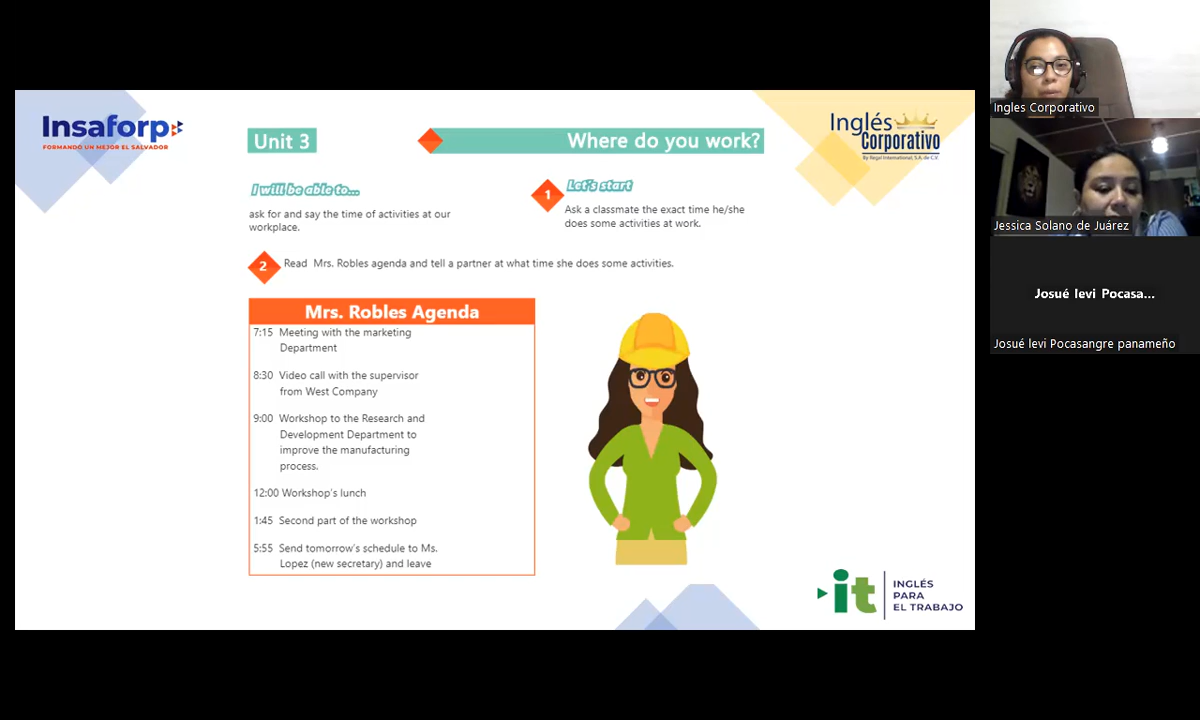 Insaforp
FORMANDO UN MEJOR EL SALVADOR
Unit 3
Where do you work?
Inglés
Corporativo
By Regal International, S.A. de C.V.
I will be able to...
ask for and say the time of activities at our
workplace.
1
Let's start
Ask a classmate the exact time he/she
does some activities at work.
2
Read Mrs. Robles agenda and tell a partner at what time she does some activities.
Mrs. Robles Agenda
7:15 Meeting with the marketing
Department
8:30 Video call with the supervisor
from West Company
9:00 Workshop to the Research and
Development Department to
improve the manufacturing
process.
12:00 Workshop's lunch
1:45 Second part of the workshop
5:55 Send tomorrow's schedule to Ms.
Lopez (new secretary) and leave
it
INGLÉS
PARA
EL TRABAJO
Ingles Corporativo
Jessica Solano de Juárez
Josué levi Pocasa...
Josué levi Pocasangre panameño